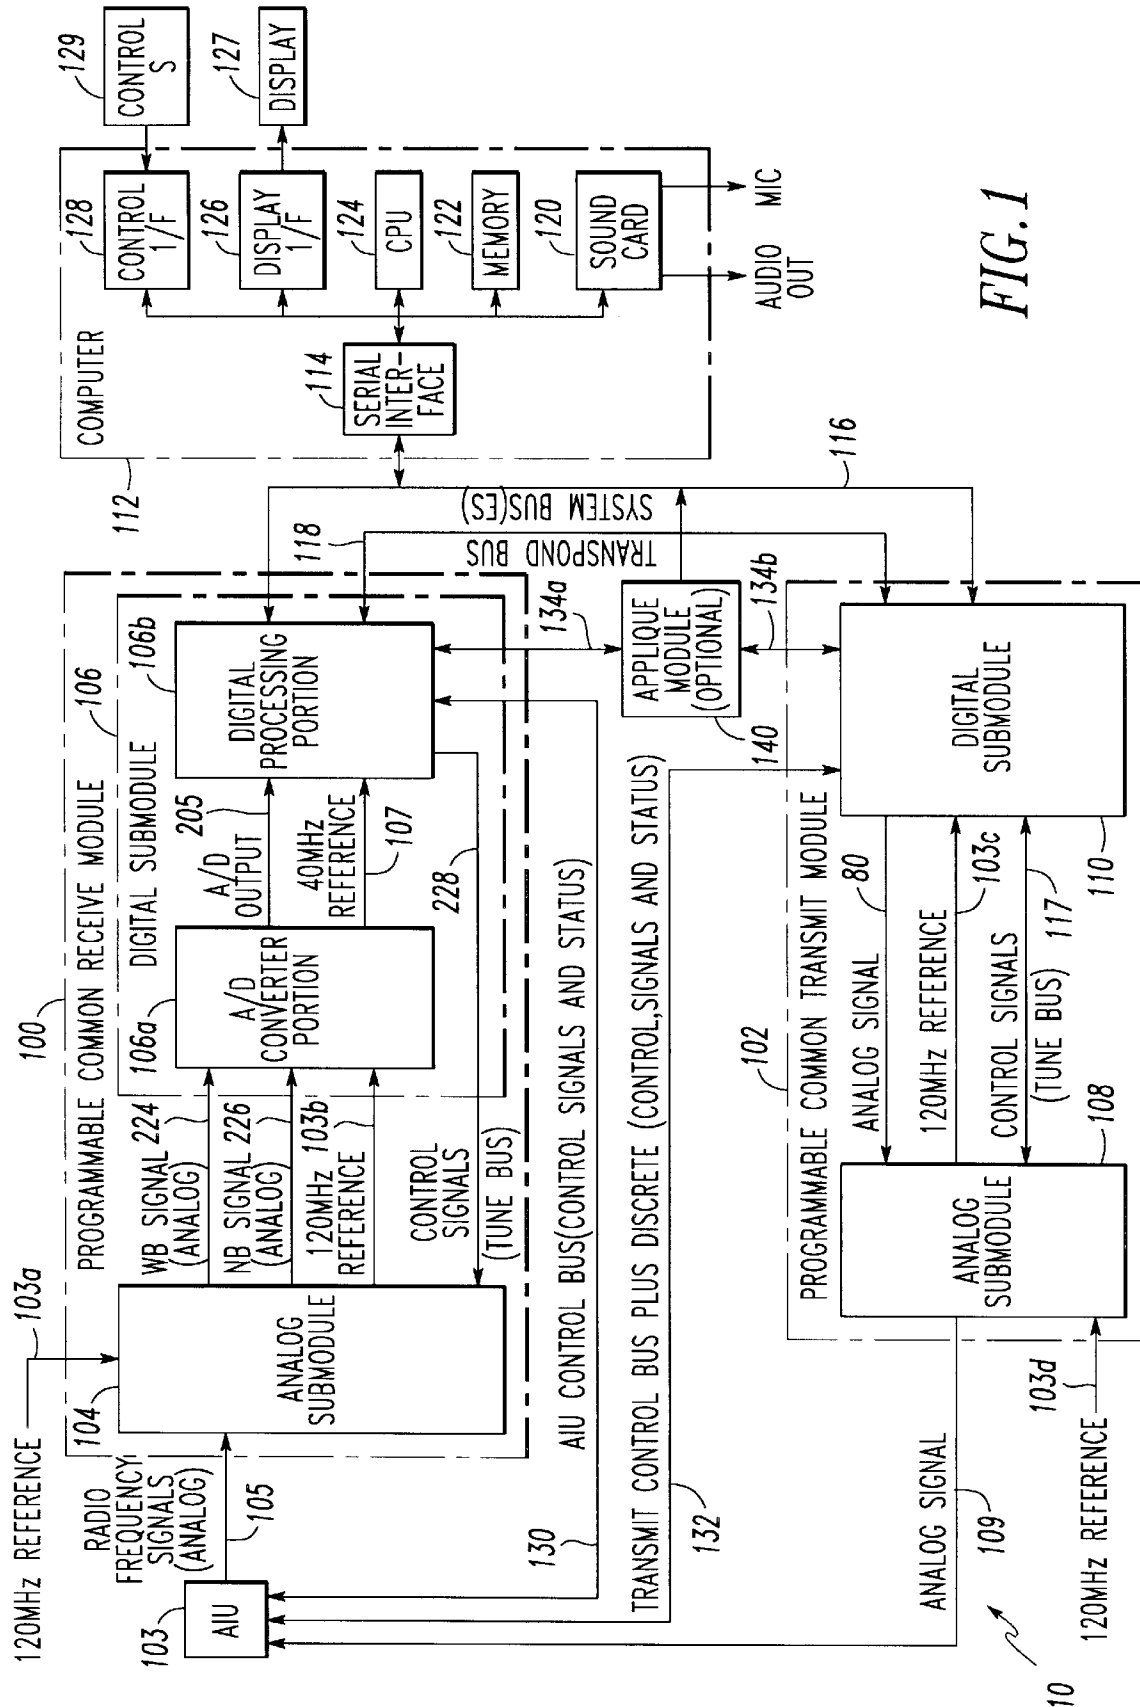 120MHz REFERENCE
103a
RADIO
FREQUENCY
SIGNALS
(ANALOG)
105
103
AIU
100
PROGRAMMABLE COMMON RECEIVE MODULE
104
ANALOG
SUBMODULE
WB SIGNAL 224
(ANALOG)
NB SIGNAL 226
(ANALOG)
120MHz 103b
REFERENCE
CONTROL
SIGNALS
(TUNE BUS)
228
106
DIGITAL SUBMODULE
106a
A/D
CONVERTER
PORTION
A/D
OUTPUT
205
40MHz
REFERENCE
107
106b
DIGITAL
PROCESSING
PORTION
118
TRANSPOND BUS
SYSTEM BUS(ES)
116
112
COMPUTER
114
SERIAL
INTER-
FACE
128
CONTROL
1/F
126
DISPLAY
1/F
124
CPU
122
MEMORY
120
SOUND
CARD
129
CONTROL
S
127
DISPLAY
AUDIO
OUT
MIC
130
AIU CONTROL BUS(CONTROL SIGNALS AND STATUS)
132
TRANSMIT CONTROL BUS PLUS DISCRETE (CONTROL,SIGNALS AND STATUS)
134a
APPLIQUE
MODULE
(OPTIONAL)
140
134b
102
PROGRAMMABLE COMMON TRANSMIT MODULE
ANALOG SIGNAL
109
ANALOG
SUBMODULE
108
ANALOG SIGNAL
80
120MHz REFERENCE
103c
CONTROL SIGNALS
(TUNE BUS)
117
DIGITAL
SUBMODULE
110
103d
120MHz REFERENCE
10
FIG. 1